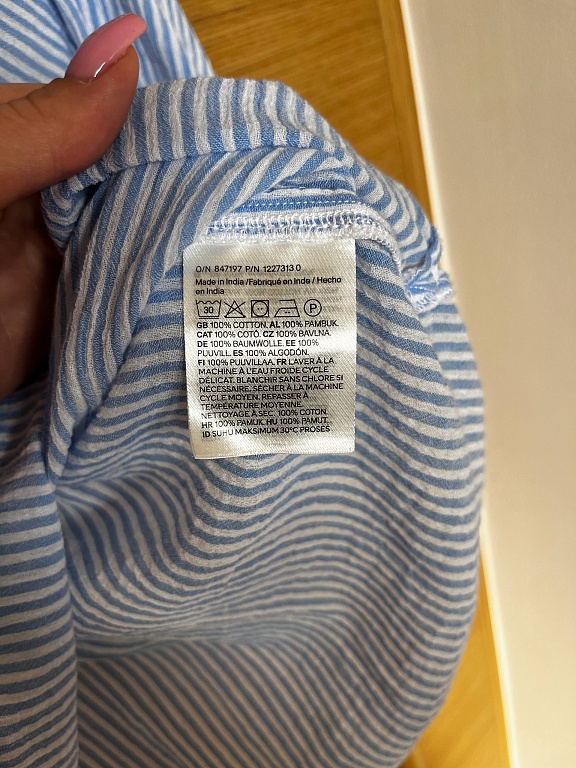 O/N 847197 P/N 1227313 0
Made in India /Fabriqué en Inde / Hecho
en India
30 P
GB 100% COTTON. AL 100% PAMBUK.
CAT 100% COTÓ. CZ 100% BAVLNA.
DE 100% BAUMWOLLE. EE 100%
PUUVILL. ES 100% ALGODÓN.
FI 100% PUUVILLAA. FR LAVER À LA
MACHINE À L'EAU FROIDE CYCLE
DÉLICAT. BLANCHIR SANS CHLORE SI
NÉCESSAIRE. SÉCHER À LA MACHINE
CYCLE MOYEN. REPASSER À
TEMPÉRATURE MOYENNE.
NETTOYAGE À SEC. 100% COTON
HR 100% PAMUK. HU 100% PAMUT.
ID SUHU MAKSIMUM 30°C PROSES